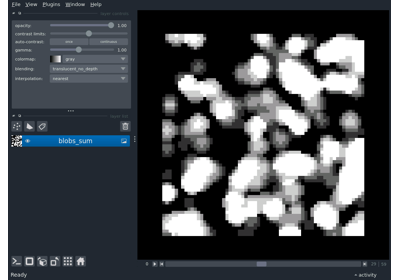 File View Plugins Window Help
opacity: 1.00
contrast limits:
auto-contrast: once continuous
gamma: 1.00
colormap: gray
blending: translucent_no_depth
interpolation: nearest
blobs_sum
Ready
activity